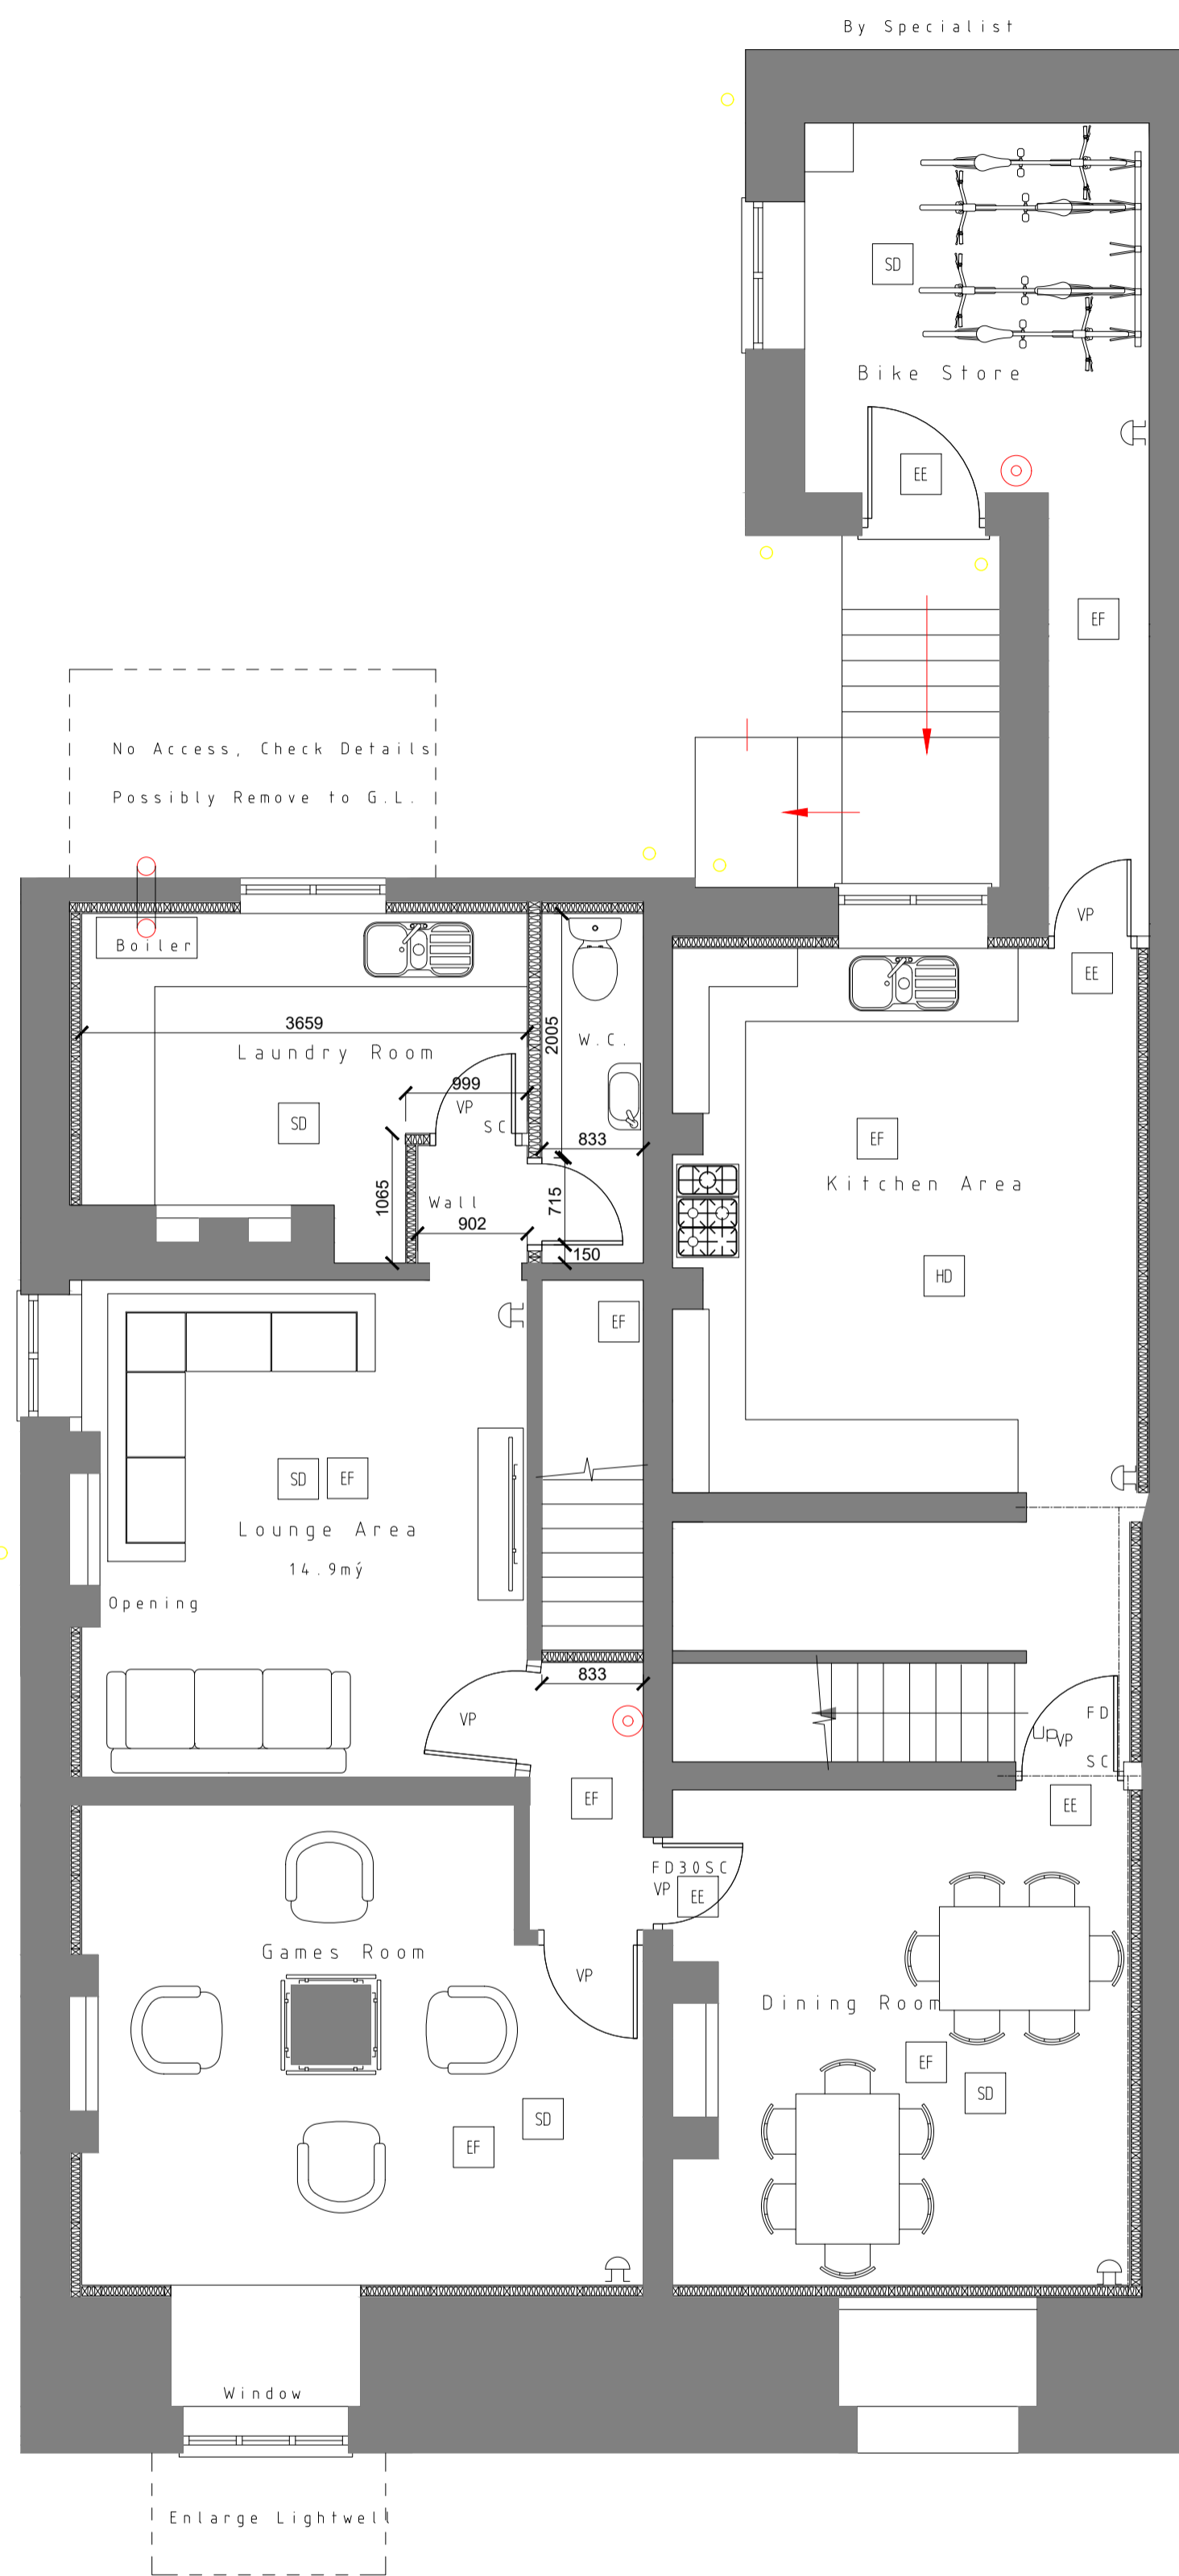 By Specialist
SD
Bike Store
EE
EF
No Access, Check Details
Possibly Remove to G.L.
VP
Boiler
EE
3659
2005
W.C.
Laundry Room
999
VP
SC
SD
833
EF
Kitchen Area
1065
Wall
715
902
150
HD
EF
SD
EF
Lounge Area
14.9mý
Opening
833
VP
FD
Up
VP
SC
EF
EE
FD30SC
VP
EE
Games Room
VP
Dining Room
EF
SD
SD
EF
Window
Enlarge Lightwell